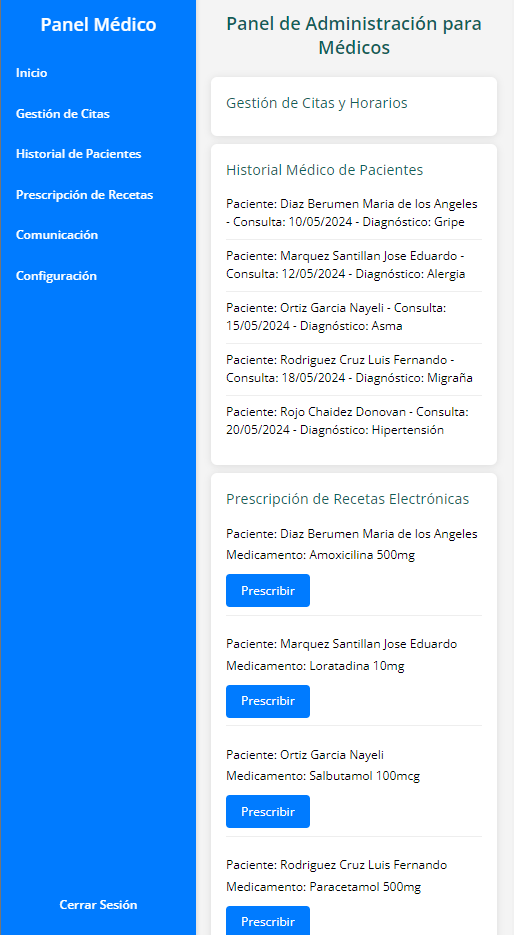 Panel Médico
Inicio
Gestión de Citas
Historial de Pacientes
Prescripción de Recetas
Comunicación
Configuración
Cerrar Sesión
Panel de Administración para
Médicos
Gestión de Citas y Horarios
Historial Médico de Pacientes
Paciente: Diaz Berumen Maria de los Angeles
- Consulta: 10/05/2024 - Diagnóstico: Gripe
Paciente: Marquez Santillan Jose Eduardo -
Consulta: 12/05/2024 - Diagnóstico: Alergia
Paciente: Ortiz Garcia Nayeli - Consulta:
15/05/2024 - Diagnóstico: Asma
Paciente: Rodriguez Cruz Luis Fernando -
Consulta: 18/05/2024 - Diagnóstico: Migraña
Paciente: Rojo Chaidez Donovan - Consulta:
20/05/2024 - Diagnóstico: Hipertensión
Prescripción de Recetas Electrónicas
Paciente: Diaz Berumen Maria de los Angeles
Medicamento: Amoxicilina 500mg
Prescribir
Paciente: Marquez Santillan Jose Eduardo
Medicamento: Loratadina 10mg
Prescribir
Paciente: Ortiz Garcia Nayeli
Medicamento: Salbutamol 100mcg
Prescribir
Paciente: Rodriguez Cruz Luis Fernando
Medicamento: Paracetamol 500mg
Prescribir